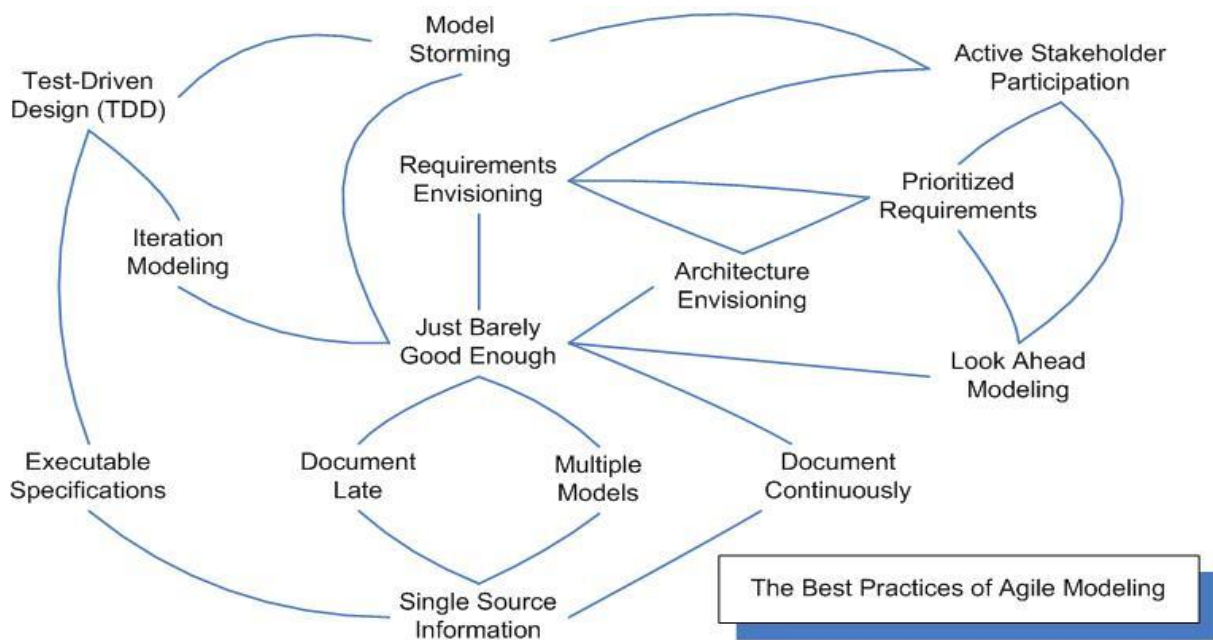 Model
Storming
Active Stakeholder
Participation
Test-Driven
Design (TDD)
Requirements
Envisioning
Prioritized
Requirements
Iteration
Modeling
Architecture
Envisioning
Just Barely
Good Enough
Look Ahead
Modeling
Executable
Specifications
Document
Late
Multiple
Models
Document
Continuously
Single Source
Information
The Best Practices of Agile Modeling